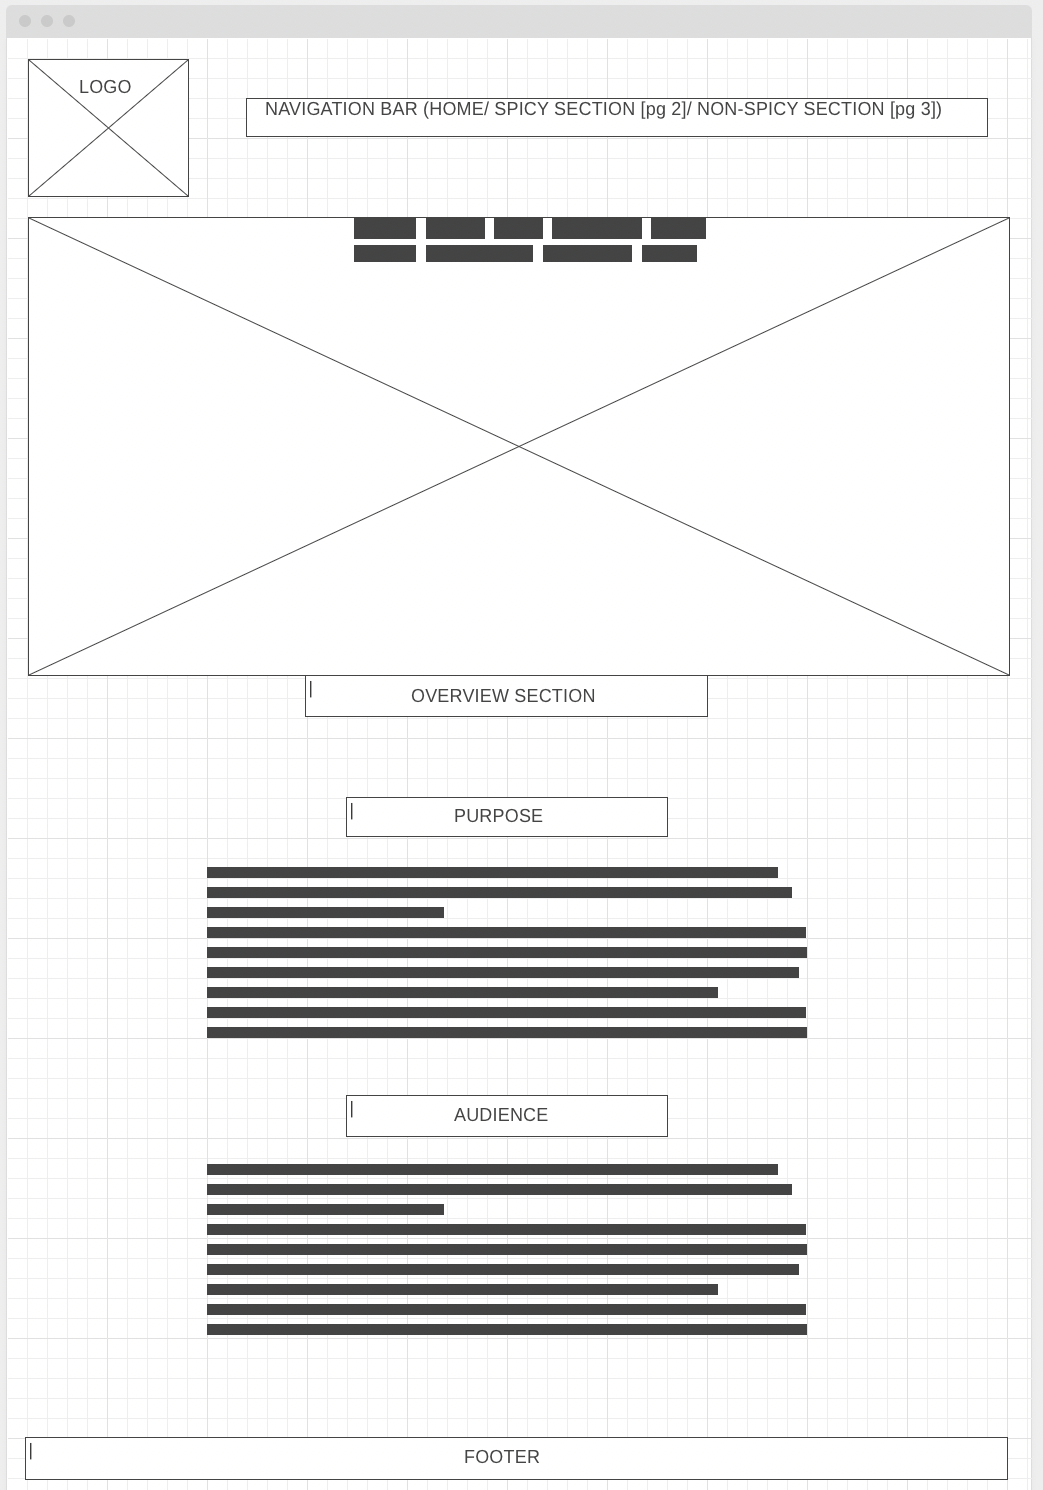 LOGO
NAVIGATION BAR (HOME/ SPICY SECTION [pg 2]/ NON-SPICY SECTION [pg 3])
OVERVIEW SECTION
PURPOSE
AUDIENCE
FOOTER